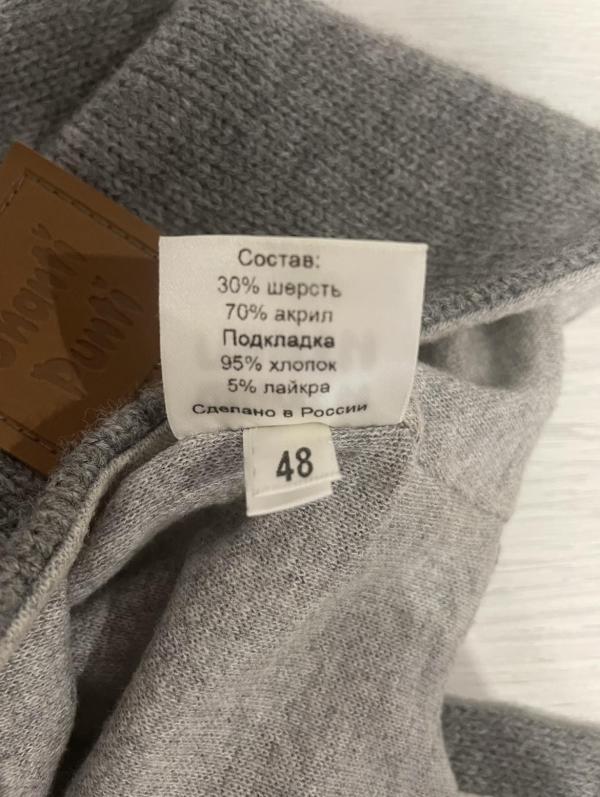 Состав:
30% шерсть
70% акрил
Подкладка
95% хлопок
5% лайкра
Сделано в России
48